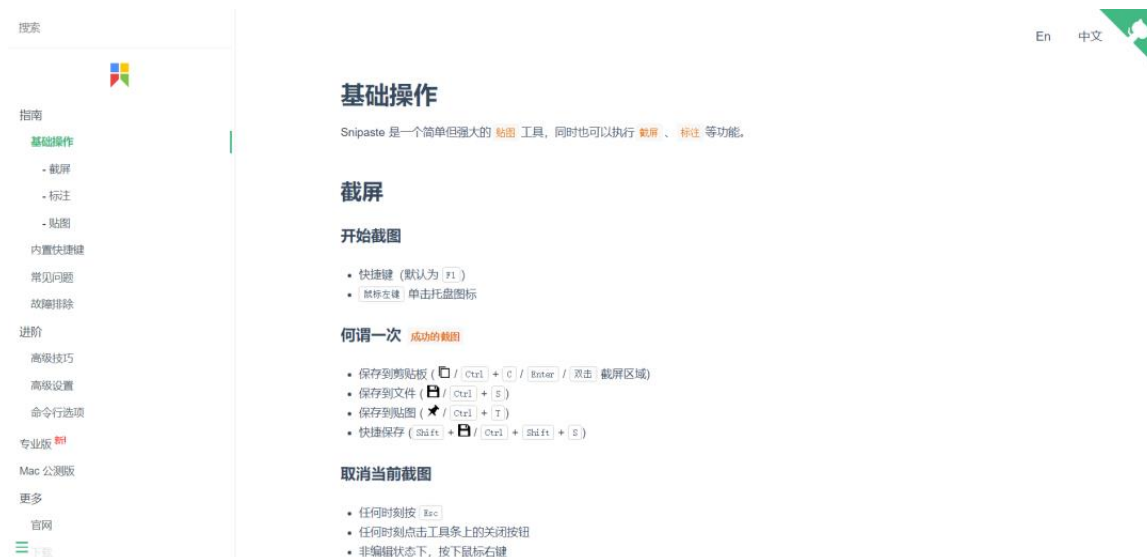 搜索
指南
基础操作
- 截屏
- 标注
- 贴图
内置快捷键
常见问题
故障排除
进阶
高级技巧
高级设置
命令行选项
专业版 新!
Mac 公测版
更多
官网
下载
En 中文
基础操作
Snipaste 是一个简单但强大的 贴图 工具，同时也可以执行 截屏 、 标注 等功能。
截屏
开始截图
• 快捷键 (默认为 F1 )
• 鼠标左键 单击托盘图标
何谓一次 成功的截图
• 保存到剪贴板 ( / Ctrl + C / Enter / 双击 截屏区域)
• 保存到文件 ( / Ctrl + S )
• 保存到贴图 ( / Ctrl + T )
• 快捷保存 ( Shift + / Ctrl + Shift + S )
取消当前截图
• 任何时刻按 Esc
• 任何时刻点击工具条上的关闭按钮
• 非编辑状态下，按下鼠标右键